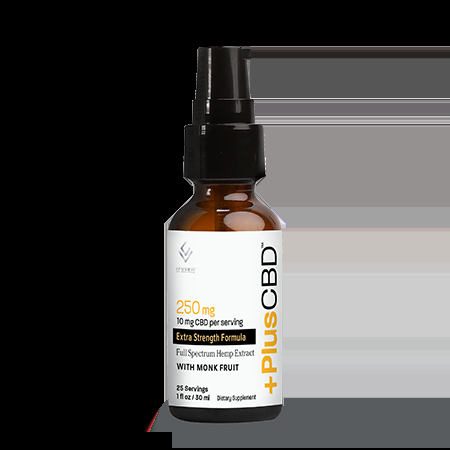 250 mg
10 mg CBD per serving
Extra Strength Formula
Full Spectrum Hemp Extract
WITH MONK FRUIT
25 Servings
1 fl oz / 30 ml Dietary Supplement
+PlusCBD™